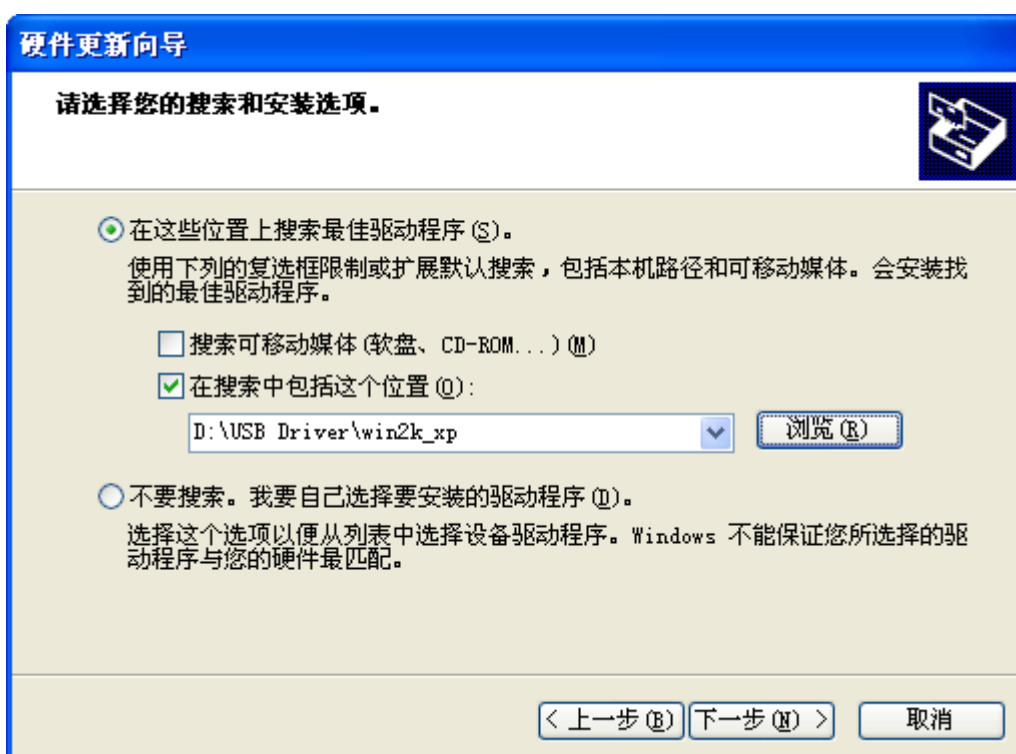 硬件更新向导
请选择您的搜索和安装选项。
在这些位置上搜索最佳驱动程序(S)。
使用下列的复选框限制或扩展默认搜索，包括本机路径和可移动媒体。会安装找
到的最佳驱动程序。
搜索可移动媒体(软盘、CD-ROM...)(M)
在搜索中包括这个位置(O):
D:\USB Driver\win2k_xp
浏览(R)
不要搜索。我要自己选择要安装的驱动程序(D)。
选择这个选项以便从列表中选择设备驱动程序。Windows 不能保证您所选择的驱
动程序与您的硬件最匹配。
< 上一步(B) 下一步(N) > 取消